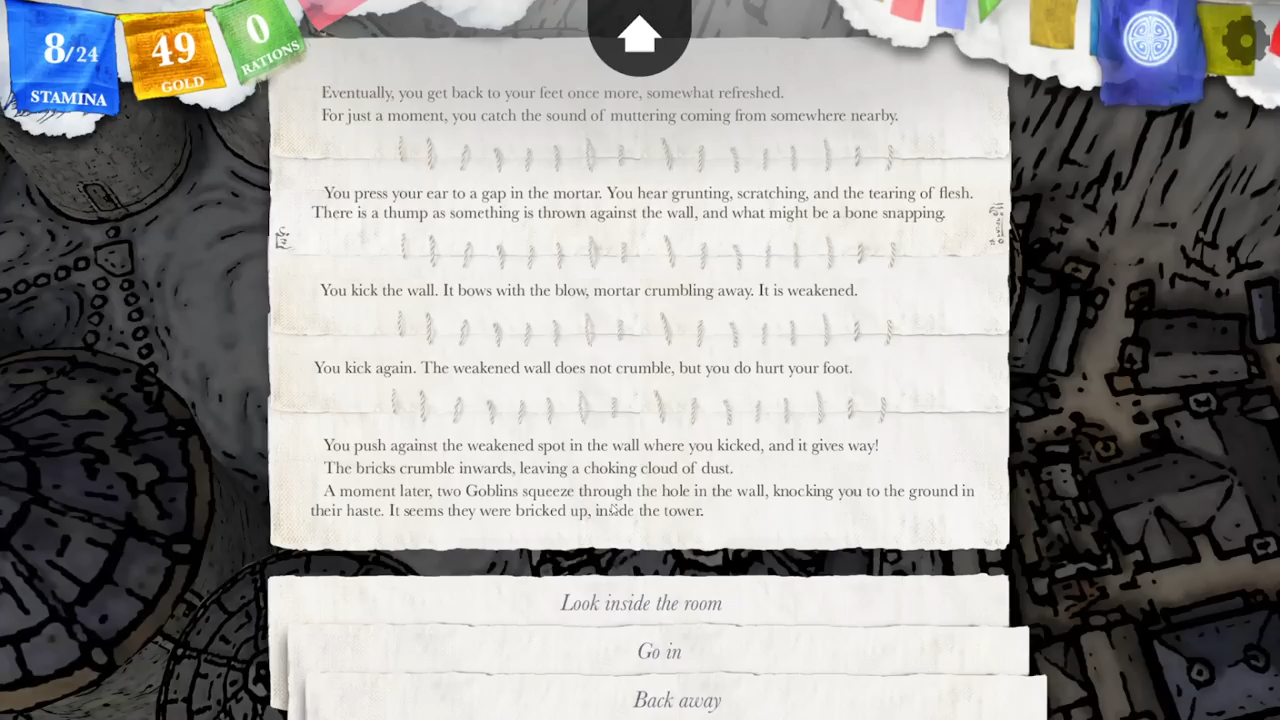 8/24
STAMINA
49
GOLD
0
RATIONS
Eventually, you get back to your feet once more, somewhat refreshed.
For just a moment, you catch the sound of muttering coming from somewhere nearby.
You press your ear to a gap in the mortar. You hear grunting, scratching, and the tearing of flesh.
There is a thump as something is thrown against the wall, and what might be a bone snapping.
You kick the wall. It bows with the blow, mortar crumbling away. It is weakened.
You kick again. The weakened wall does not crumble, but you do hurt your foot.
You push against the weakened spot in the wall where you kicked, and it gives way!
The bricks crumble inwards, leaving a choking cloud of dust.
A moment later, two Goblins squeeze through the hole in the wall, knocking you to the ground in
their haste. It seems they were bricked up, inside the tower.
Look inside the room
Go in
Back away